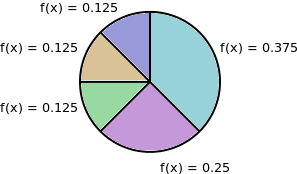 f(x) = 0.125
f(x) = 0.125
f(x) = 0.375
f(x) = 0.125
f(x) = 0.25